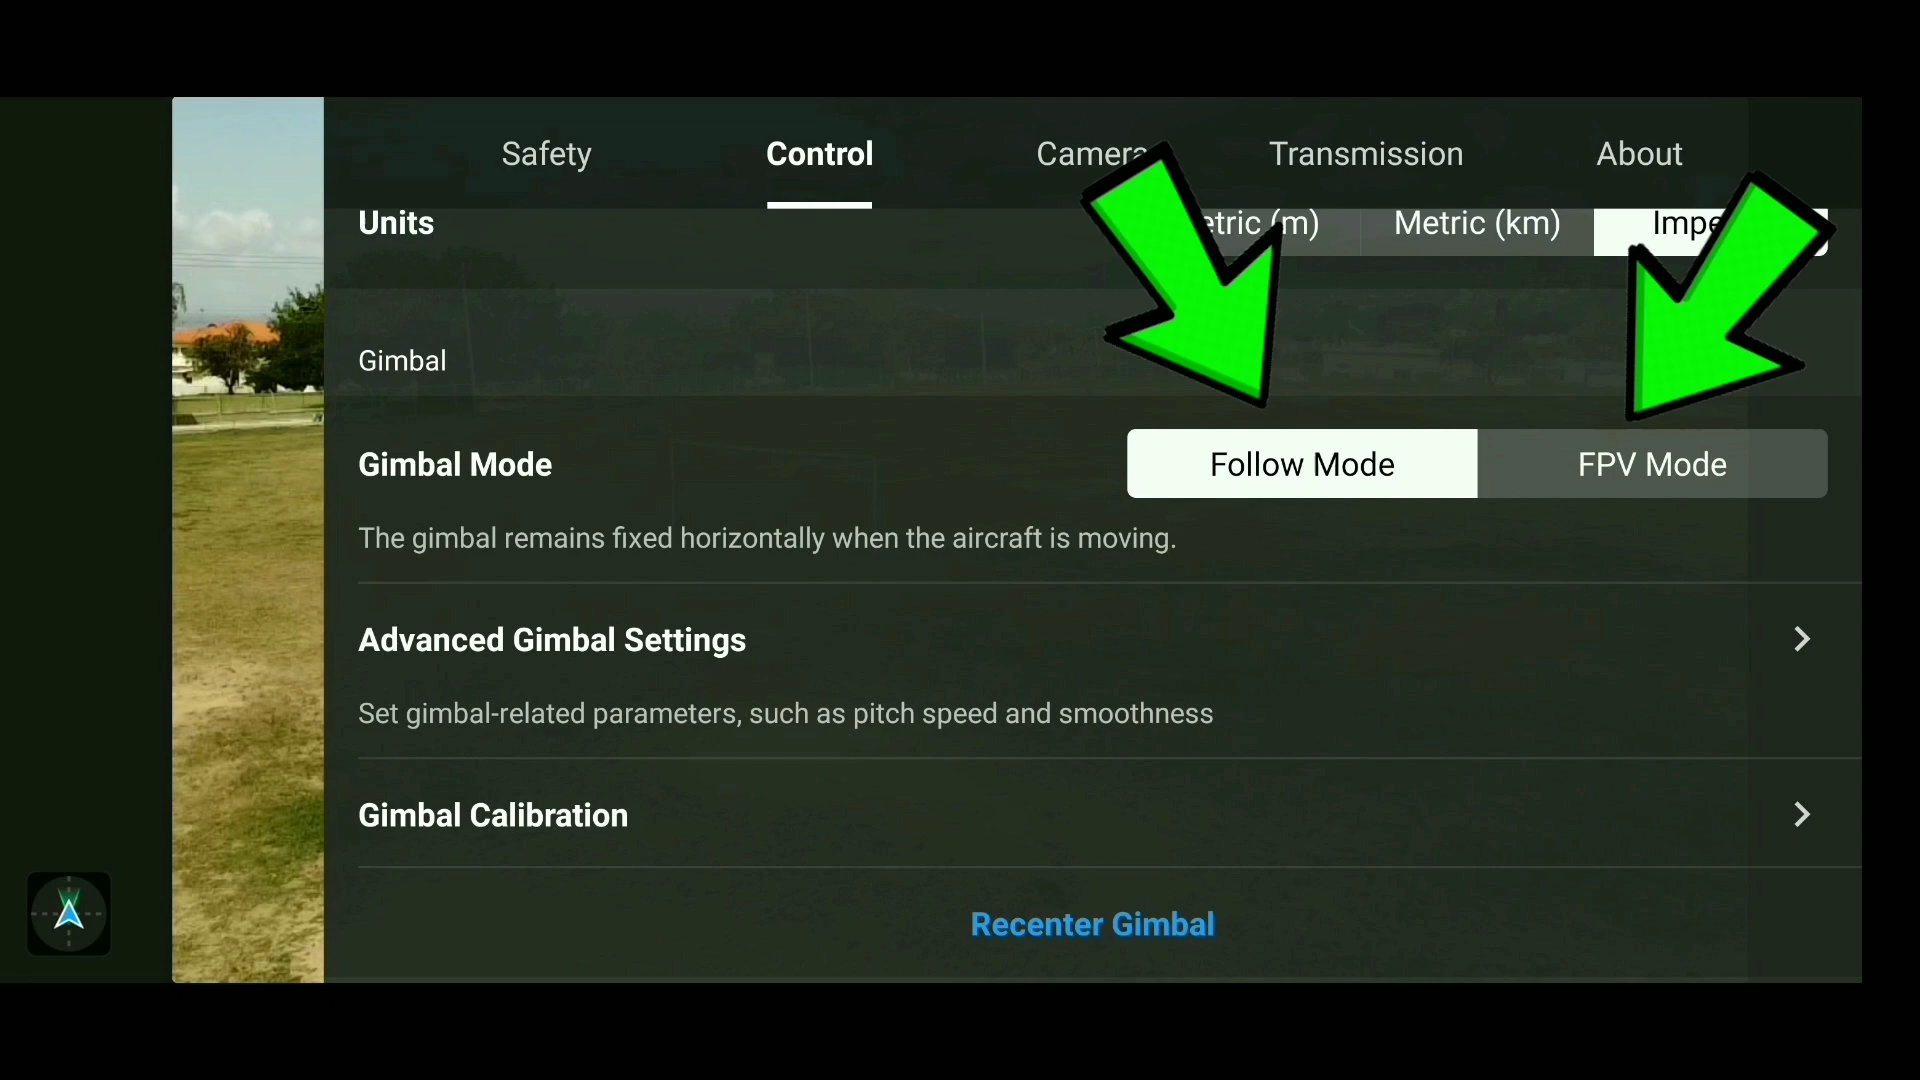 Safety Control Camera Transmission About
Units (m) Metric (km)
Gimbal
Gimbal Mode Follow Mode FPV Mode
The gimbal remains fixed horizontally when the aircraft is moving.
Advanced Gimbal Settings
Set gimbal-related parameters, such as pitch speed and smoothness
Gimbal Calibration
Recenter Gimbal